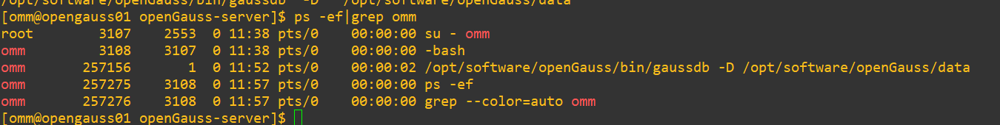 /opt/software/openGauss/bin/gaussdb -D /opt/software/openGauss/data
[omm@opengauss01 openGauss-server]$ ps -ef|grep omm
root 3107 2553 0 11:38 pts/0 00:00:00 su - omm
omm 3108 3107 0 11:38 pts/0 00:00:00 -bash
omm 257156 1 0 11:52 pts/0 00:00:02 /opt/software/openGauss/bin/gaussdb -D /opt/software/openGauss/data
omm 257275 3108 0 11:57 pts/0 00:00:00 ps -ef
omm 257276 3108 0 11:57 pts/0 00:00:00 grep --color=auto omm
[omm@opengauss01 openGauss-server]$